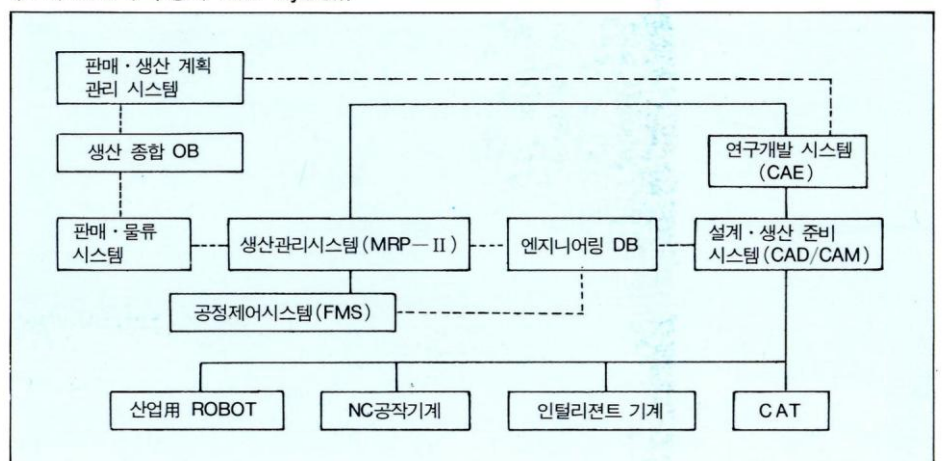 판매·생산 계획
관리 시스템
생산 종합 OB
연구개발 시스템
(CAE)
판매·물류
시스템
생산관리시스템(MRP-II)
엔지니어링 DB
설계·생산 준비
시스템(CAD/CAM)
공정제어시스템(FMS)
산업用 ROBOT
NC공작기계
인털리젼트 기계
CAT